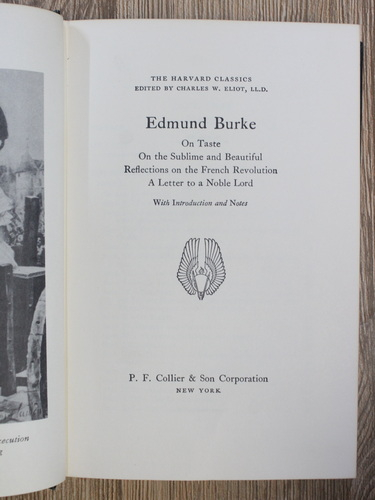 THE HARVARD CLASSICS
EDITED BY CHARLES W. ELIOT, LL.D.
Edmund Burke
On Taste
On the Sublime and Beautiful
Reflections on the French Revolution
A Letter to a Noble Lord
With Introduction and Notes
P. F. Collier & Son Corporation
NEW YORK